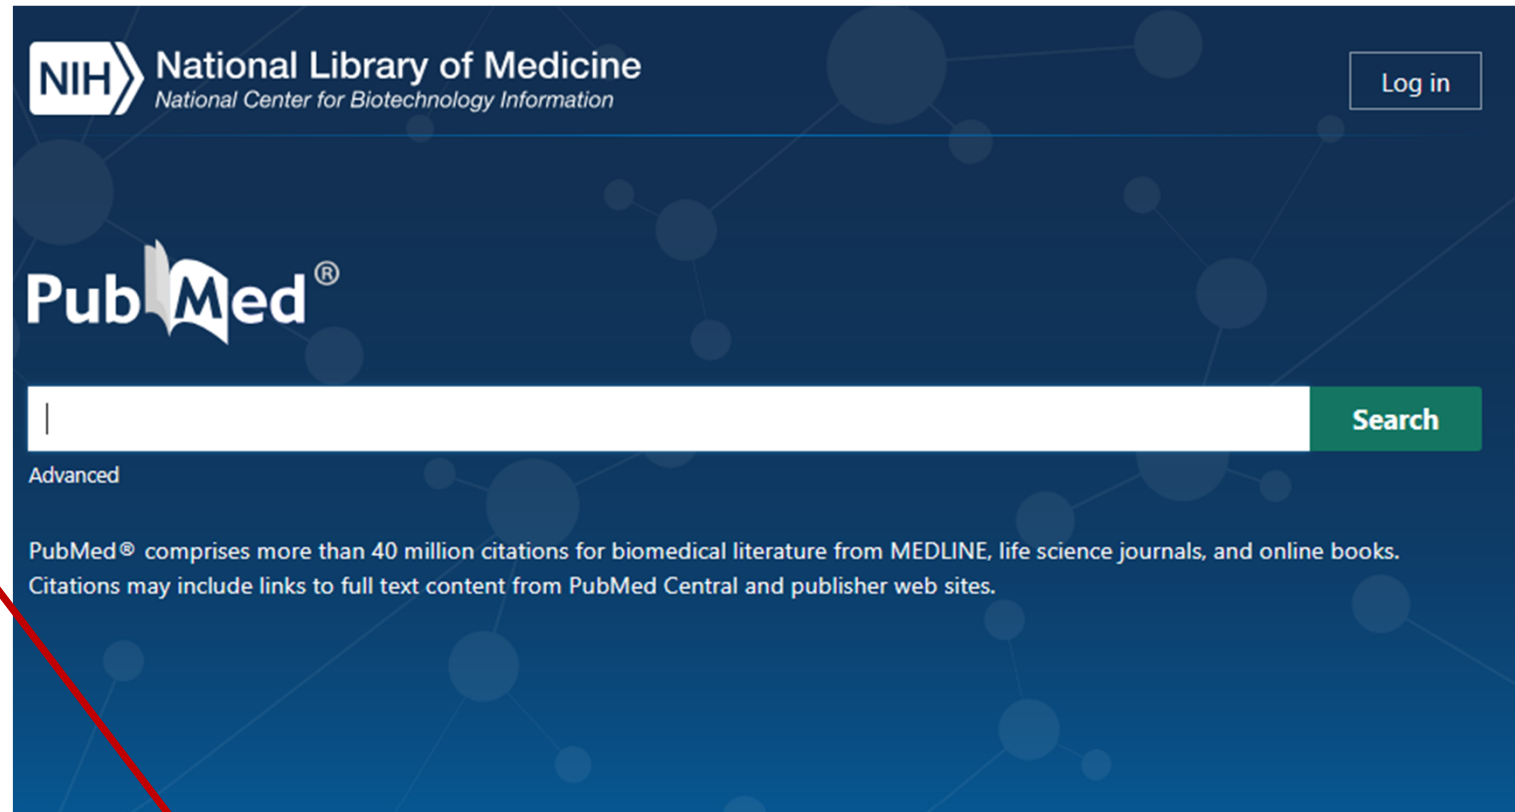 NIH
National Library of Medicine
National Center for Biotechnology Information
Log in
PubMed®
Search
Advanced
PubMed® comprises more than 40 million citations for biomedical literature from MEDLINE, life science journals, and online books.
Citations may include links to full text content from PubMed Central and publisher web sites.